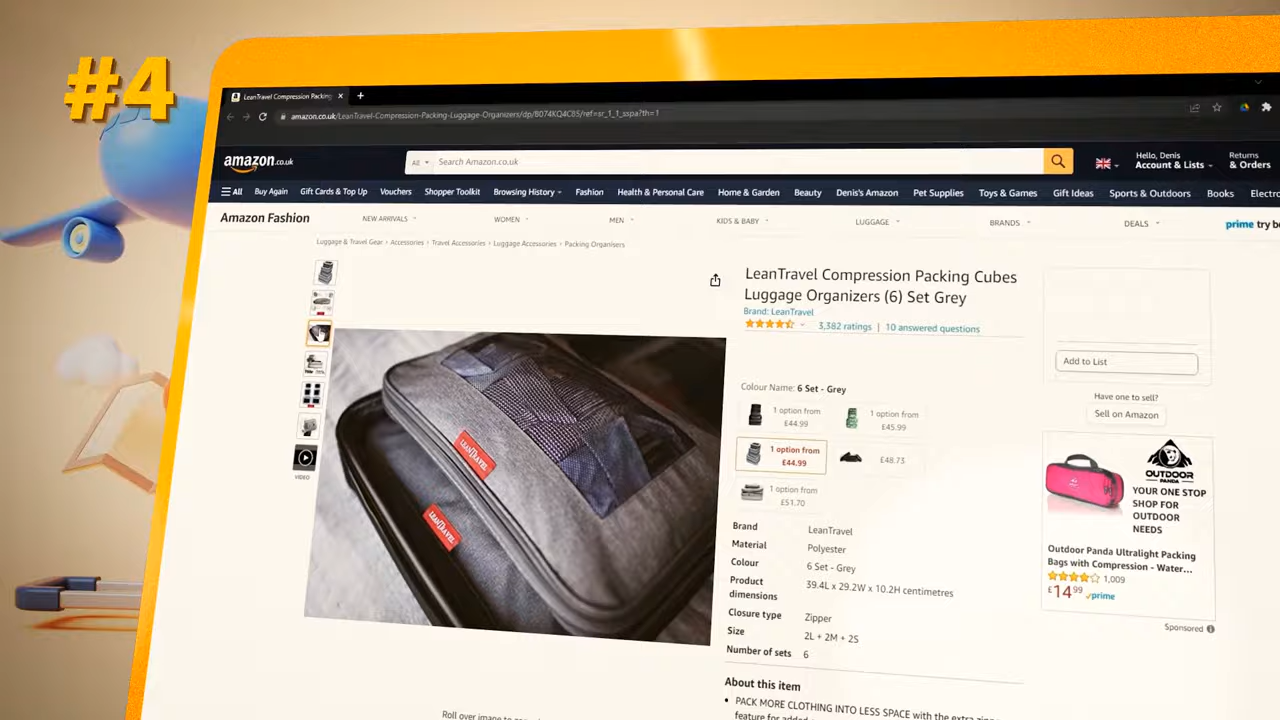 #4
LeanTravel Compression Packing
amazon.co.uk/LeanTravel-Compression-Packing-Luggage-Organizers/dp/B074KQ4C85/ref=sr_1_1_sspa?th=1
amazon.co.uk
All
Search Amazon.co.uk
Hello, Denis
Account & Lists
Returns
& Orders
All Buy Again Gift Cards & Top Up Vouchers Shopper Toolkit Browsing History Fashion Health & Personal Care Home & Garden Beauty Denis's Amazon Pet Supplies Toys & Games Gift Ideas Sports & Outdoors Books Electro
Amazon Fashion NEW ARRIVALS WOMEN MEN KIDS & BABY LUGGAGE BRANDS DEALS prime try be
Luggage & Travel Gear › Accessories › Travel Accessories › Luggage Accessories › Packing Organisers
VIDEO
LEANTRAVEL
LEANTRAVEL
Roll over image to
LeanTravel Compression Packing Cubes
Luggage Organizers (6) Set Grey
Brand: LeanTravel
3,382 ratings | 10 answered questions
Colour Name: 6 Set - Grey
1 option from
£44.99
1 option from
£45.99
1 option from
£44.99
£48.73
1 option from
£51.70
Brand LeanTravel
Material Polyester
Colour 6 Set - Grey
Product
dimensions
39.4L x 29.2W x 10.2H centimetres
Closure type Zipper
Size 2L + 2M + 2S
Number of sets 6
About this item
• PACK MORE CLOTHING INTO LESS SPACE with the extra
feature for added
Add to List
Have one to sell?
Sell on Amazon
OUTDOOR
PANDA
YOUR ONE STOP
SHOP FOR
OUTDOOR
NEEDS
Outdoor Panda Ultralight Packing
Bags with Compression - Water...
1,009
£14.99 prime
Sponsored